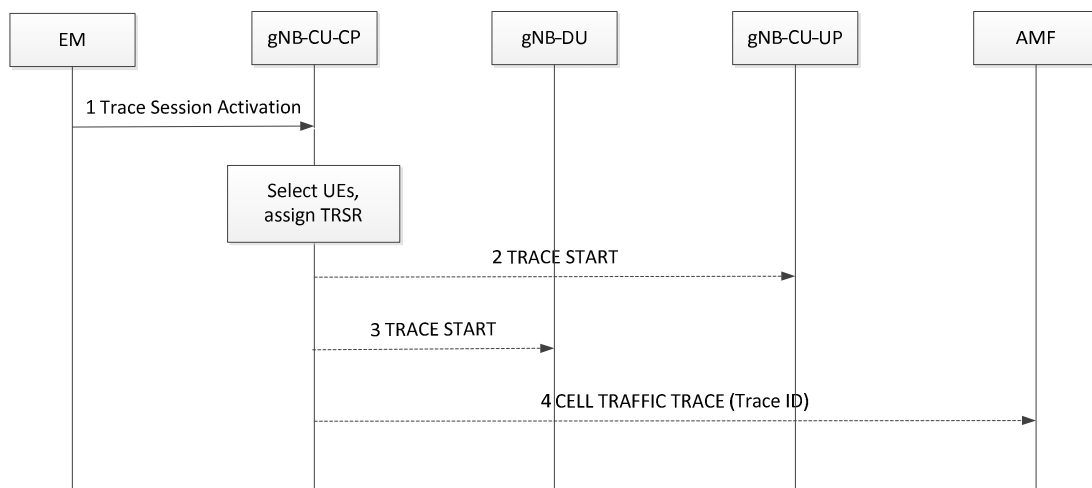 EM
gNB-CU-CP
gNB-DU
gNB-CU-UP
AMF
1 Trace Session Activation
Select UEs,
assign TRSR
2 TRACE START
3 TRACE START
4 CELL TRAFFIC TRACE (Trace ID)